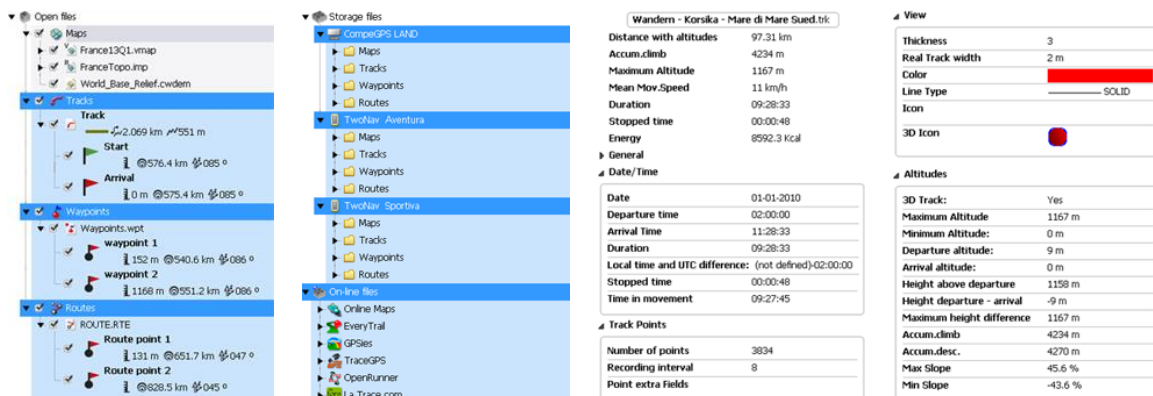 Open files
Maps
France13Q1.vmap
FranceTopo.imp
World_Base_Relief.cwdem
Tracks
Track
2.069 km 551 m
Start
576.4 km 085 º
Arrival
0 m 575.4 km 085 º
Waypoints
Waypoints.wpt
waypoint 1
152 m 540.6 km 086 º
waypoint 2
1168 m 551.2 km 086 º
Routes
ROUTE.RTE
Route point 1
131 m 651.7 km 047 º
Route point 2
828.5 km 045 º
Storage files
CompeGPS LAND
Maps
Tracks
Waypoints
Routes
TwoNav Aventura
Maps
Tracks
Waypoints
Routes
TwoNav Sportiva
Maps
Tracks
Waypoints
Routes
On-line files
Online Maps
EveryTrail
GPSies
TraceGPS
OpenRunner
La Trace.com
Wandern - Korsika - Mare di Mare Sued.trk
Distance with altitudes 97.31 km
Accum.climb 4234 m
Maximum Altitude 1167 m
Mean Mov.Speed 11 km/h
Duration 09:28:33
Stopped time 00:00:48
Energy 8592.3 Kcal
General
Date/Time
Date 01-01-2010
Departure time 02:00:00
Arrival Time 11:28:33
Duration 09:28:33
Local time and UTC difference: (not defined)-02:00:00
Stopped time 00:00:48
Time in movement 09:27:45
Track Points
Number of points 3834
Recording interval 8
Point extra Fields
View
Thickness 3
Real Track width 2 m
Color
Line Type SOLID
Icon
3D Icon
Altitudes
3D Track: Yes
Maximum Altitude 1167 m
Minimum Altitude: 0 m
Departure altitude: 9 m
Arrival altitude: 0 m
Height above departure 1158 m
Height departure - arrival -9 m
Maximum height difference 1167 m
Accum.climb 4234 m
Accum.desc. 4270 m
Max Slope 45.6 %
Min Slope -43.6 %